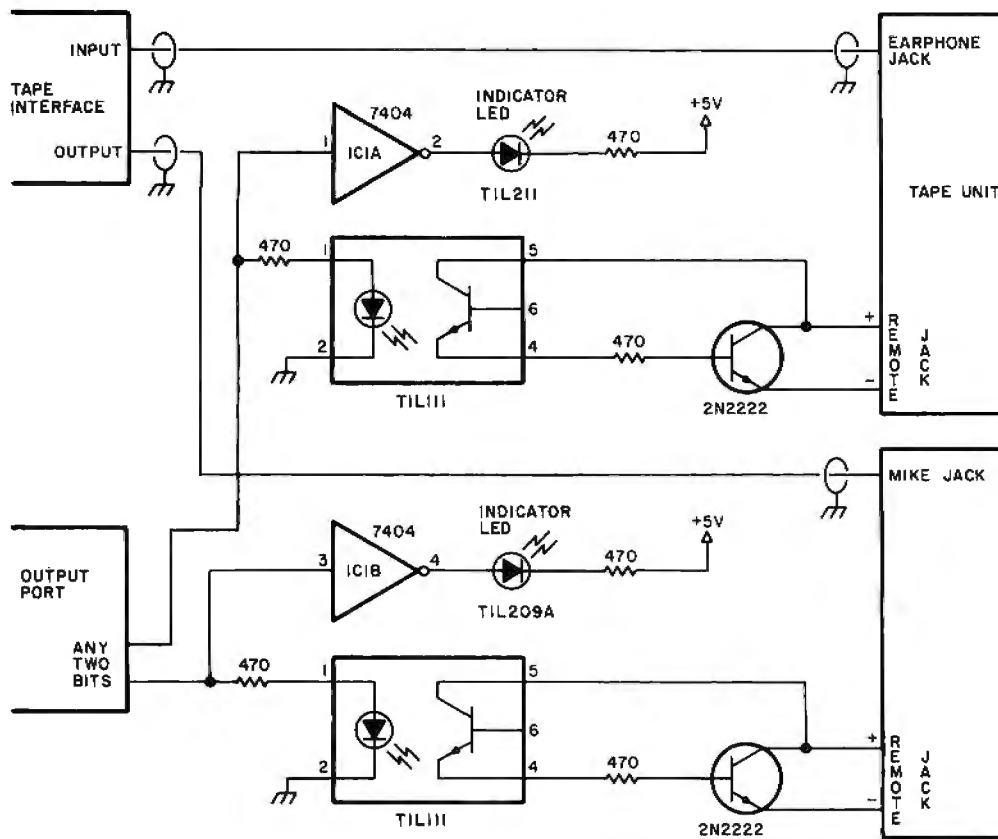 INPUT
TAPE
INTERFACE
OUTPUT
7404
1
IC1A
2
INDICATOR
LED
TIL211
470
+5V
EARPHONE
JACK
TAPE UNIT
470
1
2
5
6
4
TIL111
470
2N2222
+
-
REMOTE
JACK
OUTPUT
PORT
ANY
TWO
BITS
7404
3
IC1B
4
INDICATOR
LED
TIL209A
470
+5V
MIKE JACK
470
1
2
5
6
4
TIL111
470
2N2222
+
-
REMOTE
JACK